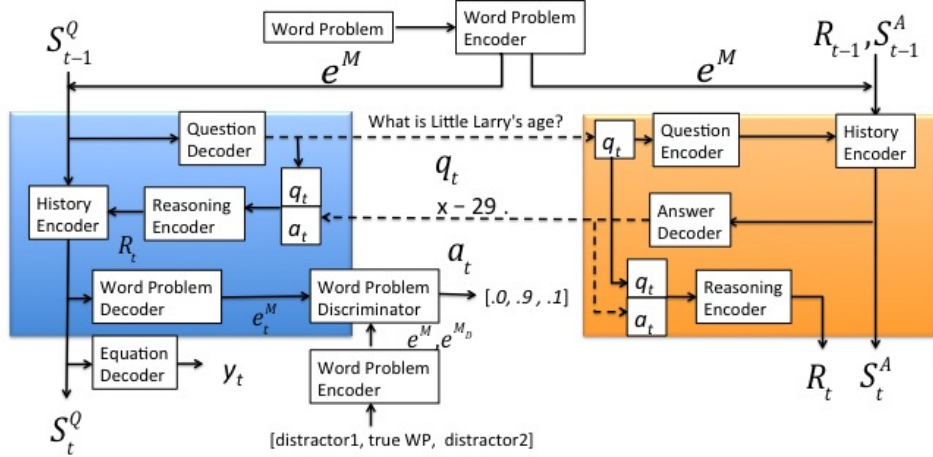 S^Q_{t-1}
Word Problem
Word Problem
Encoder
R_{t-1}, S^A_{t-1}
e^M
e^M
Question
Decoder
What is Little Larry's age?
q_t
Question
Encoder
History
Encoder
q_t
q_t
a_t
x – 29 .
History
Encoder
Reasoning
Encoder
R_t
Answer
Decoder
a_t
Word Problem
Decoder
e^M_t
Word Problem
Discriminator
[.0, .9 , .1]
q_t
a_t
Reasoning
Encoder
e^M, e^{M_D}
Equation
Decoder
y_t
Word Problem
Encoder
R_t
S^A_t
S^Q_t
[distractor1, true WP, distractor2]